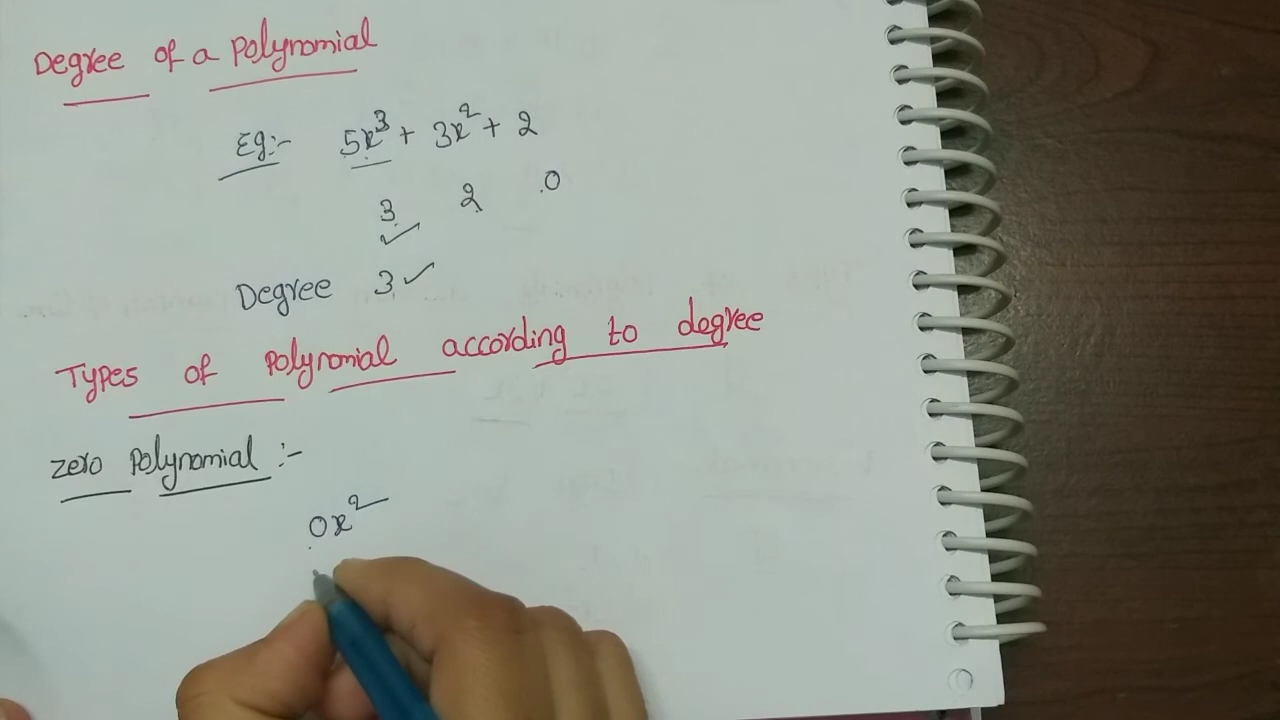 Degree of a Polynomial
Eg:- 5x³ + 3x² + 2
3 2 0
Degree 3 ✓
Types of Polynomial according to degree
zero Polynomial :-
0x²